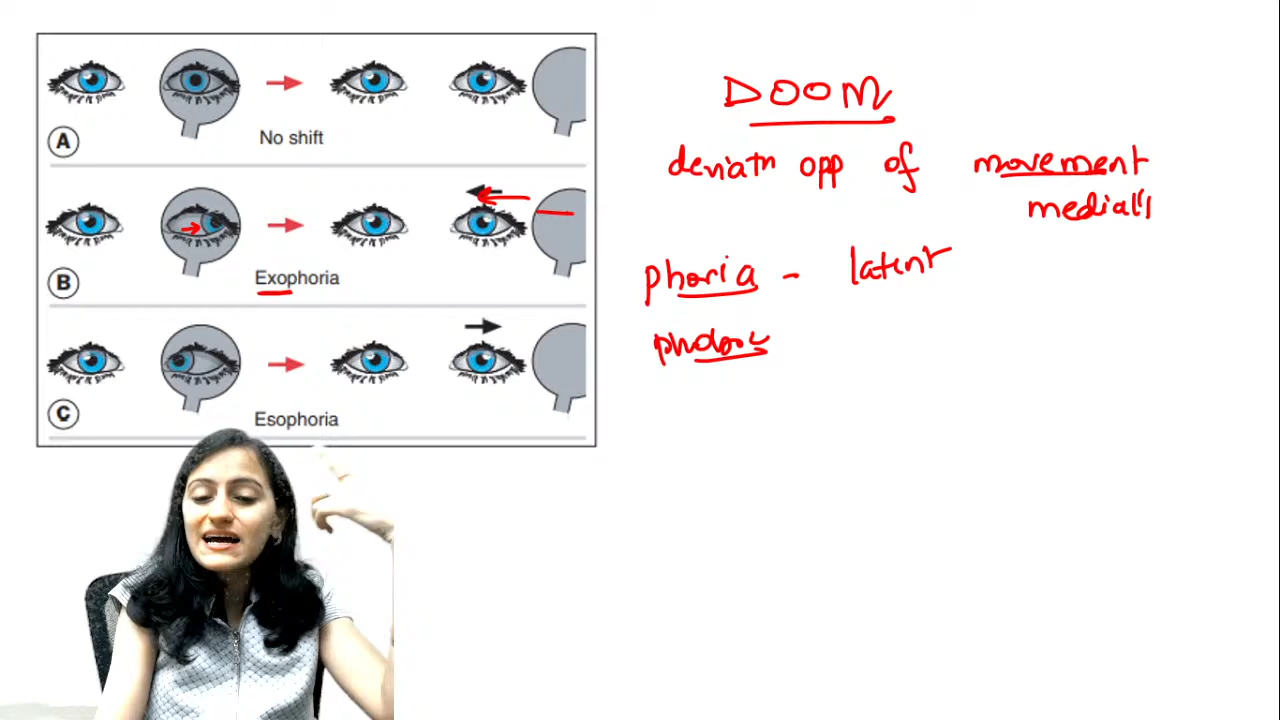 A
No shift
B
Exophoria
C
Esophoria
DOOM
deviatn opp of movement
medially
phoria - latent